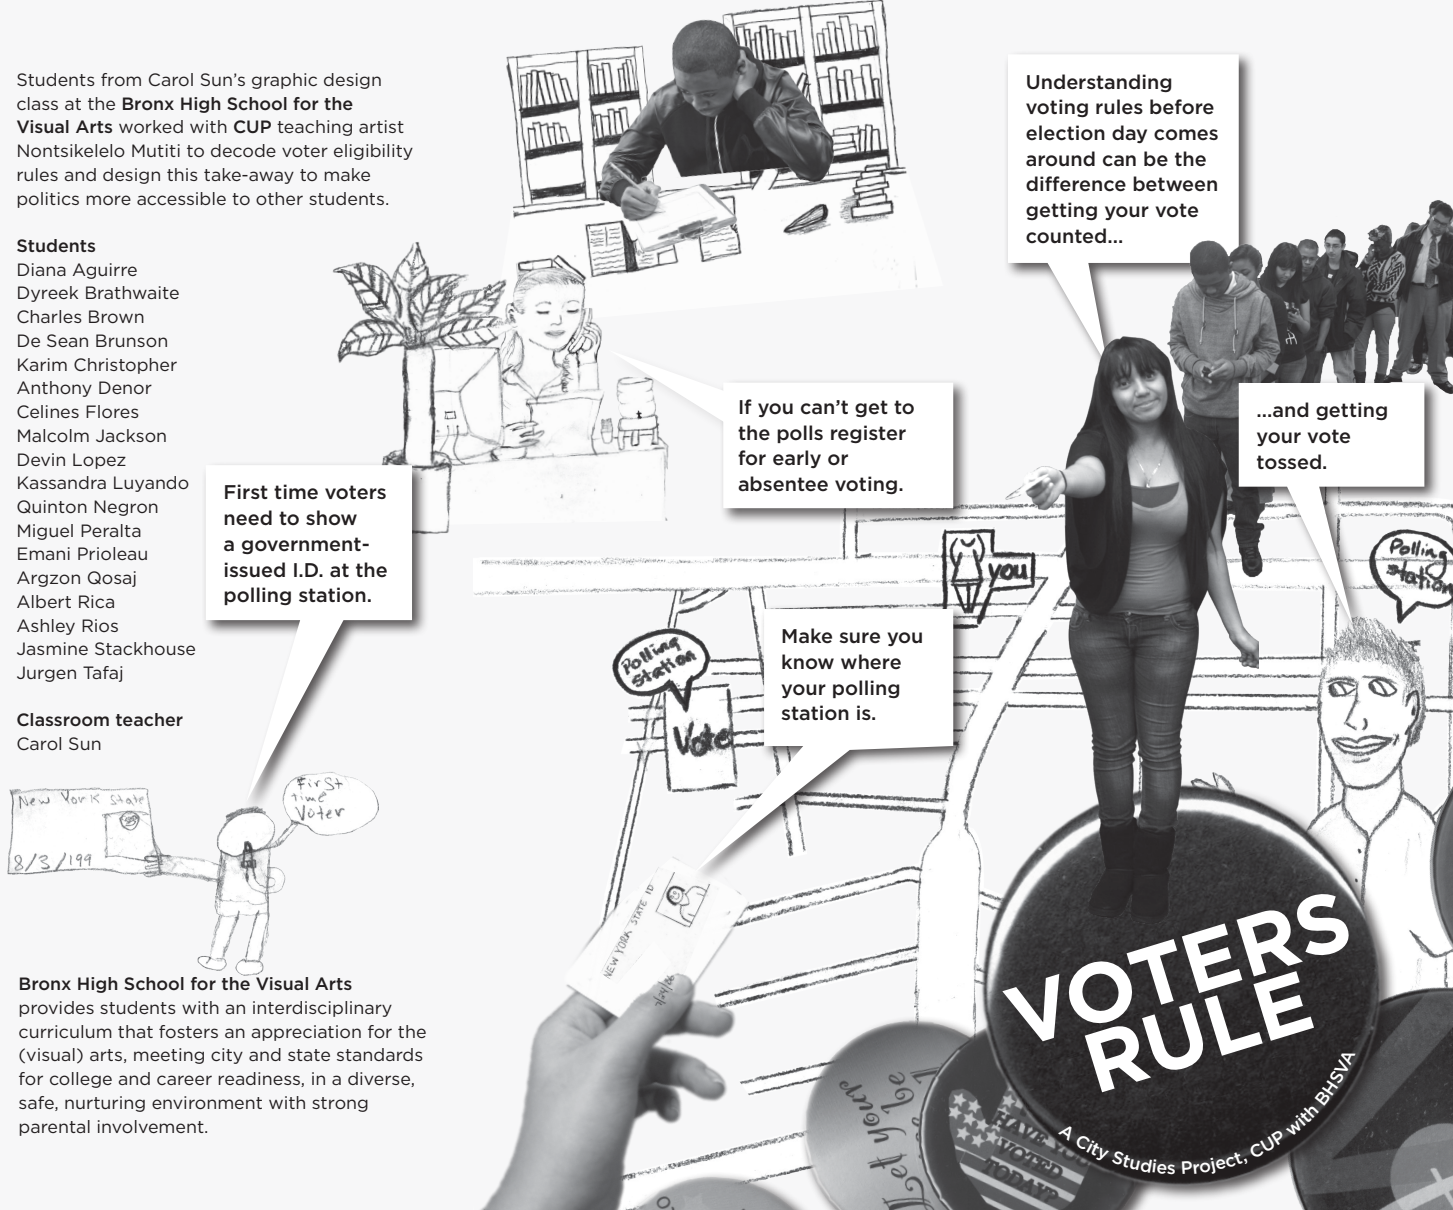 Students from Carol Sun’s graphic design
class at the Bronx High School for the
Visual Arts worked with CUP teaching artist
Nontsikelelo Mutiti to decode voter eligibility
rules and design this take-away to make
politics more accessible to other students.
Students
Diana Aguirre
Dyreek Brathwaite
Charles Brown
De Sean Brunson
Karim Christopher
Anthony Denor
Celines Flores
Malcolm Jackson
Devin Lopez
Kassandra Luyando
Quinton Negron
Miguel Peralta
Emani Prioleau
Argzon Qosaj
Albert Rica
Ashley Rios
Jasmine Stackhouse
Jurgen Tafaj
Classroom teacher
Carol Sun
New York State
8/3/199
First
time
Voter
Bronx High School for the Visual Arts
provides students with an interdisciplinary
curriculum that fosters an appreciation for the
(visual) arts, meeting city and state standards
for college and career readiness, in a diverse,
safe, nurturing environment with strong
parental involvement.
First time voters
need to show
a government-
issued I.D. at the
polling station.
If you can’t get to
the polls register
for early or
absentee voting.
Understanding
voting rules before
election day comes
around can be the
difference between
getting your vote
counted...
...and getting
your vote
tossed.
you
Polling
station
Polling
Station
Vote
Make sure you
know where
your polling
station is.
NEW YORK STATE ID
VOTERS
RULE
A City Studies Project, CUP with BHSVA
Let your
HAVE YOU
VOTED
TODAY?